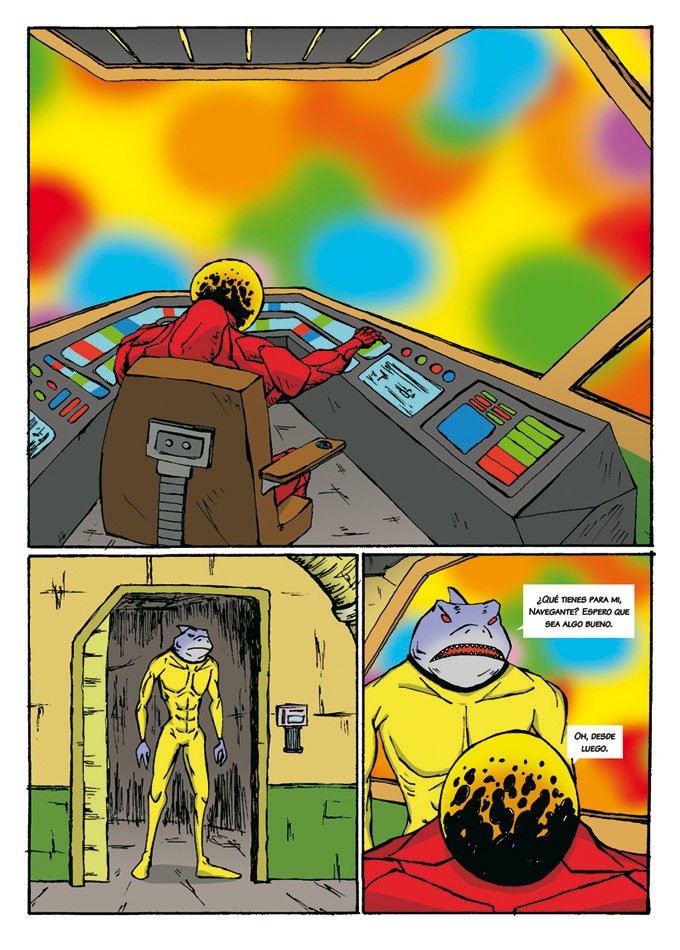 ¿QUÉ TIENES PARA MI,
NAVEGANTE? ESPERO QUE
SEA ALGO BUENO.
OH, DESDE
LUEGO.